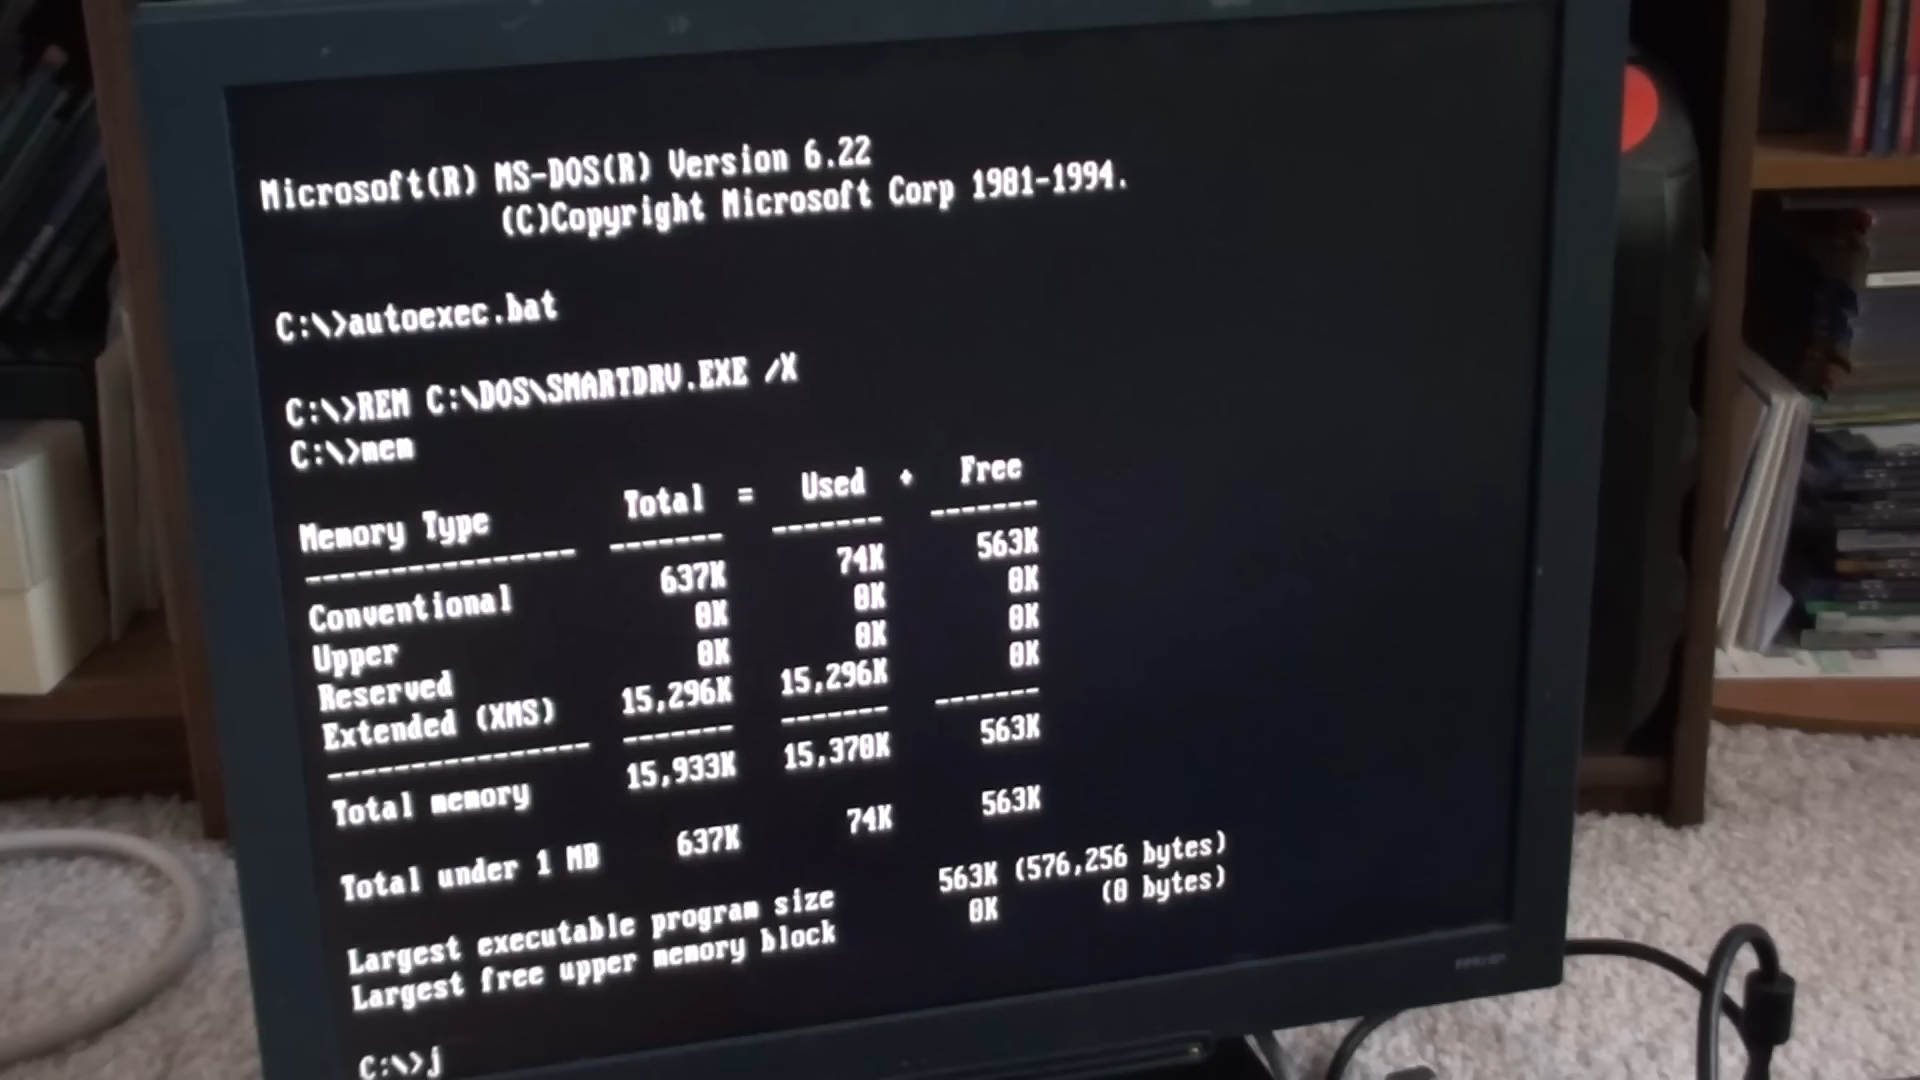 Microsoft(R) MS-DOS(R) Version 6.22
(C)Copyright Microsoft Corp 1981-1994.
C:\>autoexec.bat
C:\>REM C:\DOS\SMARTDRV.EXE /X
C:\>mem
Memory Type Total = Used + Free
---------------- ------- ------- -------
Conventional 637K 74K 563K
Upper 0K 0K 0K
Reserved 0K 0K 0K
Extended (XMS) 15,296K 15,296K 0K
---------------- ------- ------- -------
Total memory 15,933K 15,370K 563K
Total under 1 MB 637K 74K 563K
Largest executable program size 563K (576,256 bytes)
Largest free upper memory block 0K (0 bytes)
C:\>j